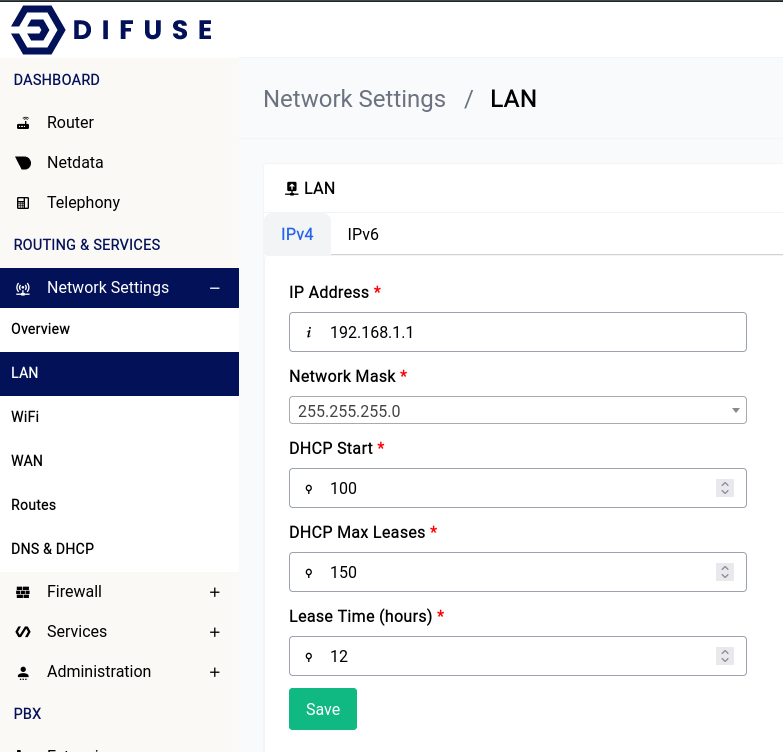 DIFUSE
DASHBOARD
Router
Netdata
Telephony
ROUTING & SERVICES
Network Settings −
Overview
LAN
WiFi
WAN
Routes
DNS & DHCP
Firewall +
Services +
Administration +
PBX
Network Settings / LAN
LAN
IPv4 IPv6
IP Address *
i 192.168.1.1
Network Mask *
255.255.255.0
DHCP Start *
100
DHCP Max Leases *
150
Lease Time (hours) *
12
Save